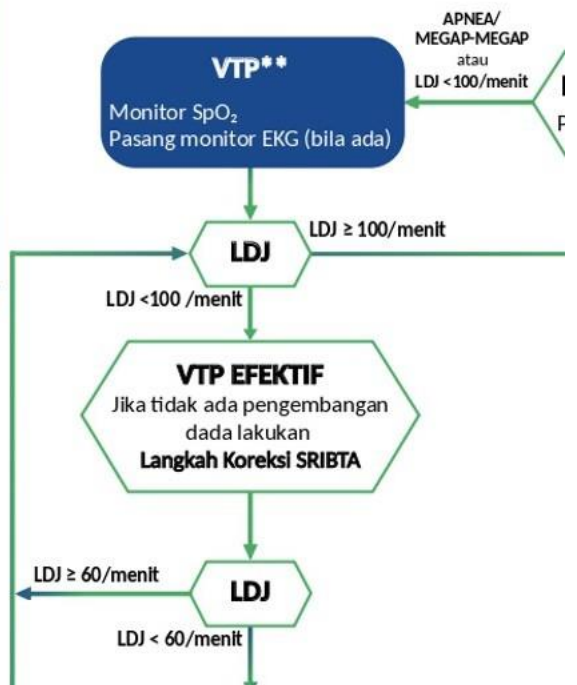 APNEA/
MEGAP-MEGAP
atau
LDJ <100/menit
VTP**
Monitor SpO₂
Pasang monitor EKG (bila ada)
P
LDJ
LDJ ≥ 100/menit
LDJ <100 /menit
VTP EFEKTIF
Jika tidak ada pengembangan
dada lakukan
Langkah Koreksi SRIBTA
LDJ ≥ 60/menit
LDJ
LDJ < 60/menit